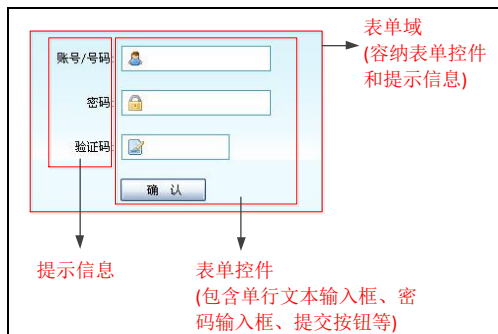 账号/号码:
密码:
验证码:
确 认
表单域
(容纳表单控件
和提示信息)
提示信息
表单控件
(包含单行文本输入框、密
码输入框、提交按钮等)